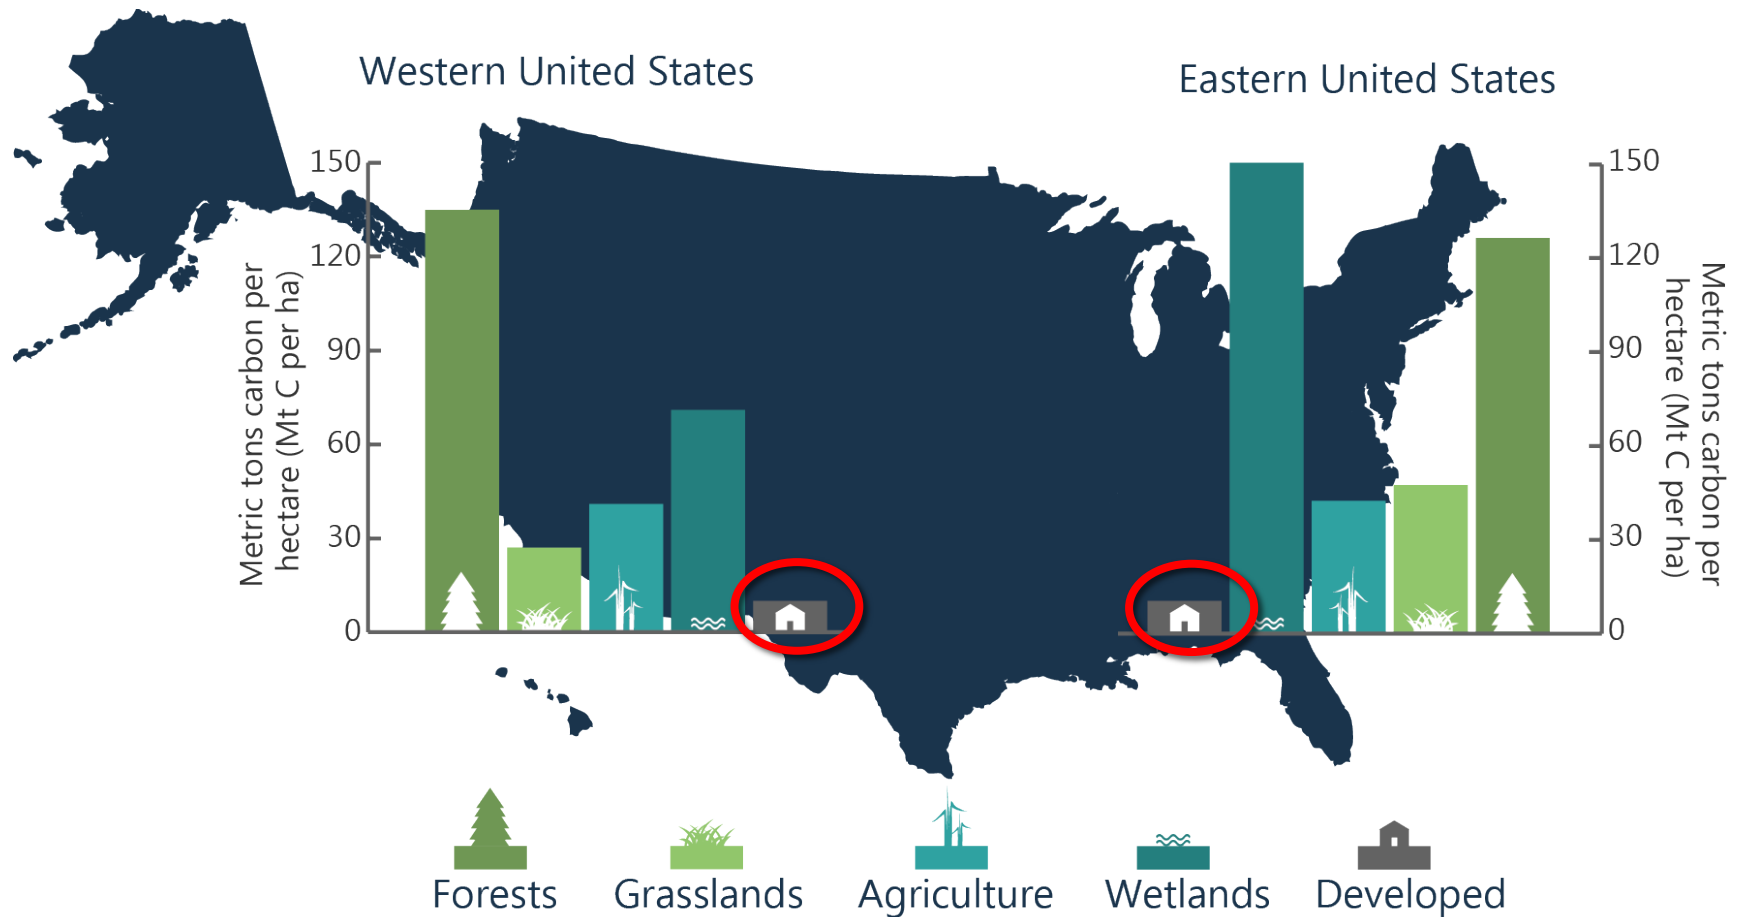 Western United States
Eastern United States
150
120
90
60
30
0
Metric tons carbon per
hectare (Mt C per ha)
150
120
90
60
30
0
Metric tons carbon per
hectare (Mt C per ha)
Forests
Grasslands
Agriculture
Wetlands
Developed